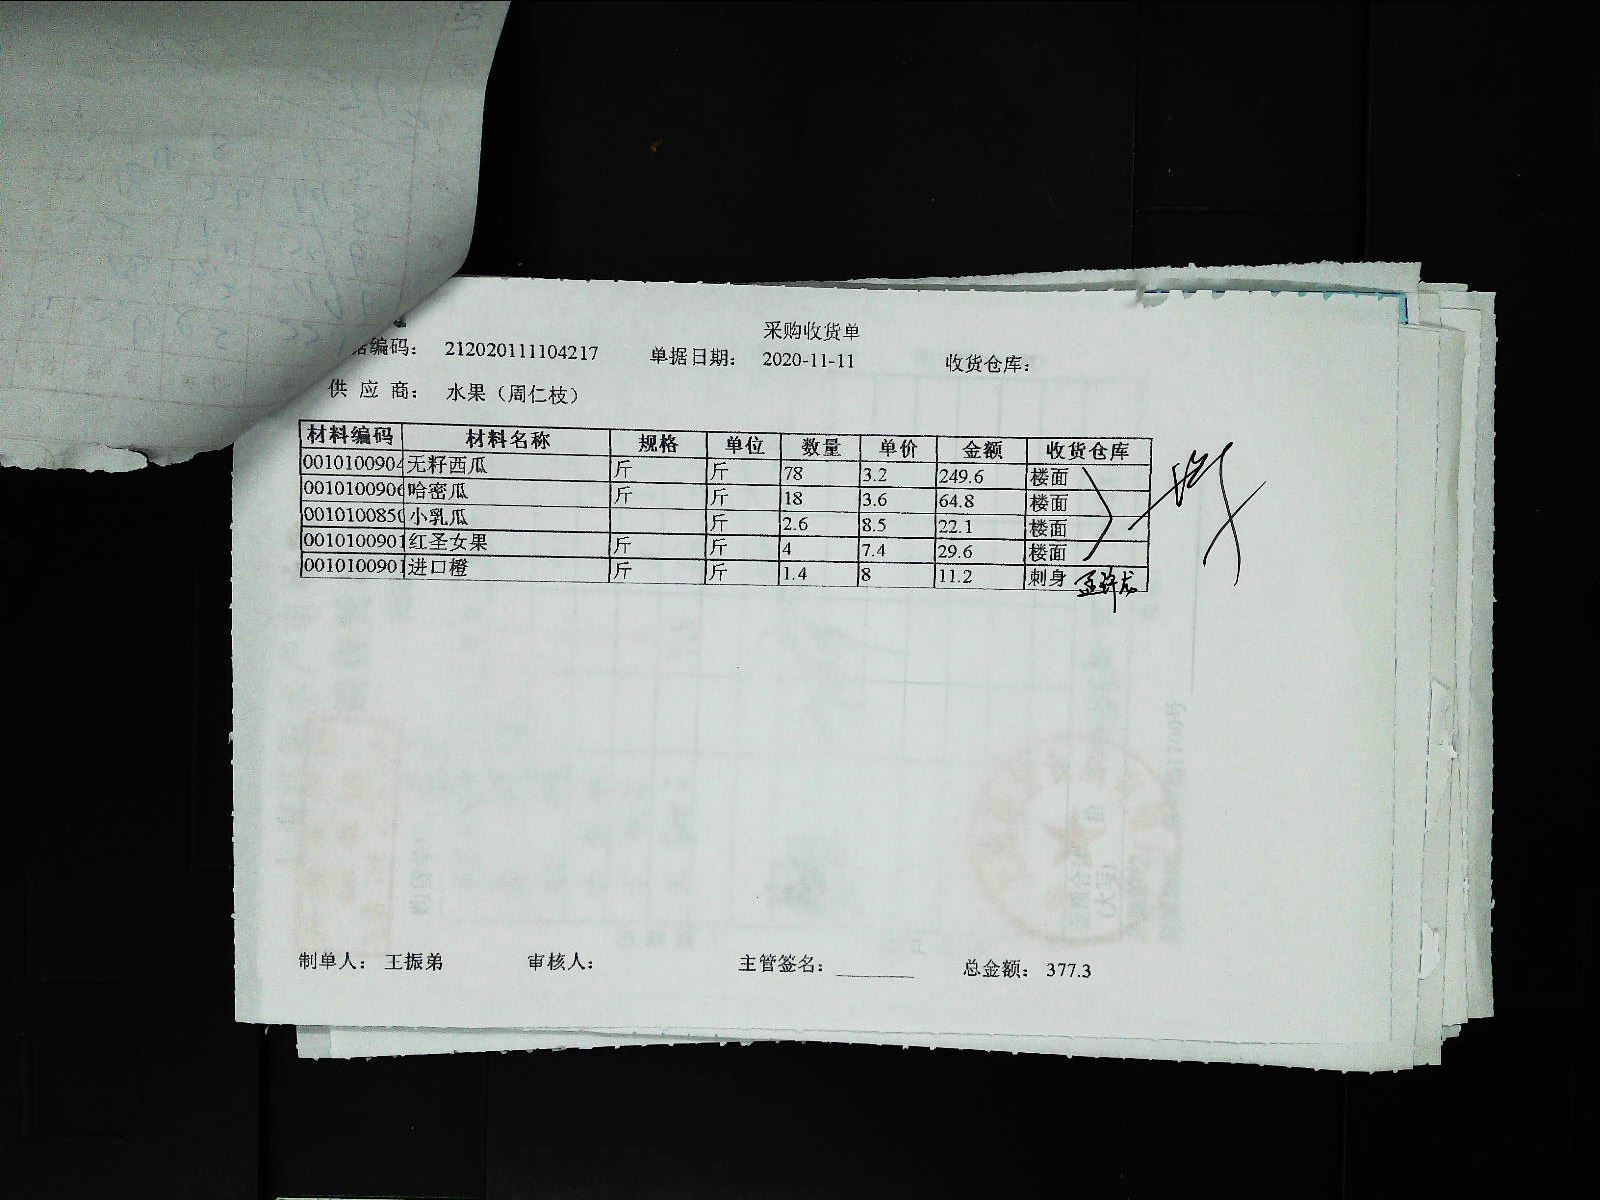 采购收货单
编码： 212020111104217 单据日期： 2020-11-11 收货仓库：
供 应 商： 水果（周仁枝）
材料编码 材料名称 规格 单位 数量 单价 金额 收货仓库
0010100904 无籽西瓜 斤 斤 78 3.2 249.6 楼面
001010090 哈密瓜 斤 斤 18 3.6 64.8 楼面
001010085 小乳瓜 斤 2.6 8.5 22.1 楼面
0010100901 红圣女果 斤 斤 4 7.4 29.6 楼面
0010100901 进口橙 斤 斤 1.4 8 11.2 刺身
制单人： 王振弟 审核人： 主管签名： 总金额： 377.3